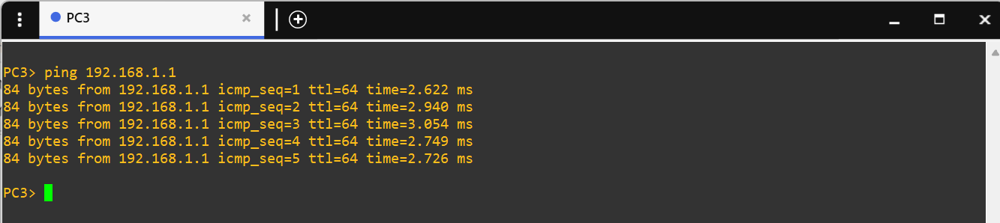 PC3
PC3> ping 192.168.1.1
84 bytes from 192.168.1.1 icmp_seq=1 ttl=64 time=2.622 ms
84 bytes from 192.168.1.1 icmp_seq=2 ttl=64 time=2.940 ms
84 bytes from 192.168.1.1 icmp_seq=3 ttl=64 time=3.054 ms
84 bytes from 192.168.1.1 icmp_seq=4 ttl=64 time=2.749 ms
84 bytes from 192.168.1.1 icmp_seq=5 ttl=64 time=2.726 ms
PC3>